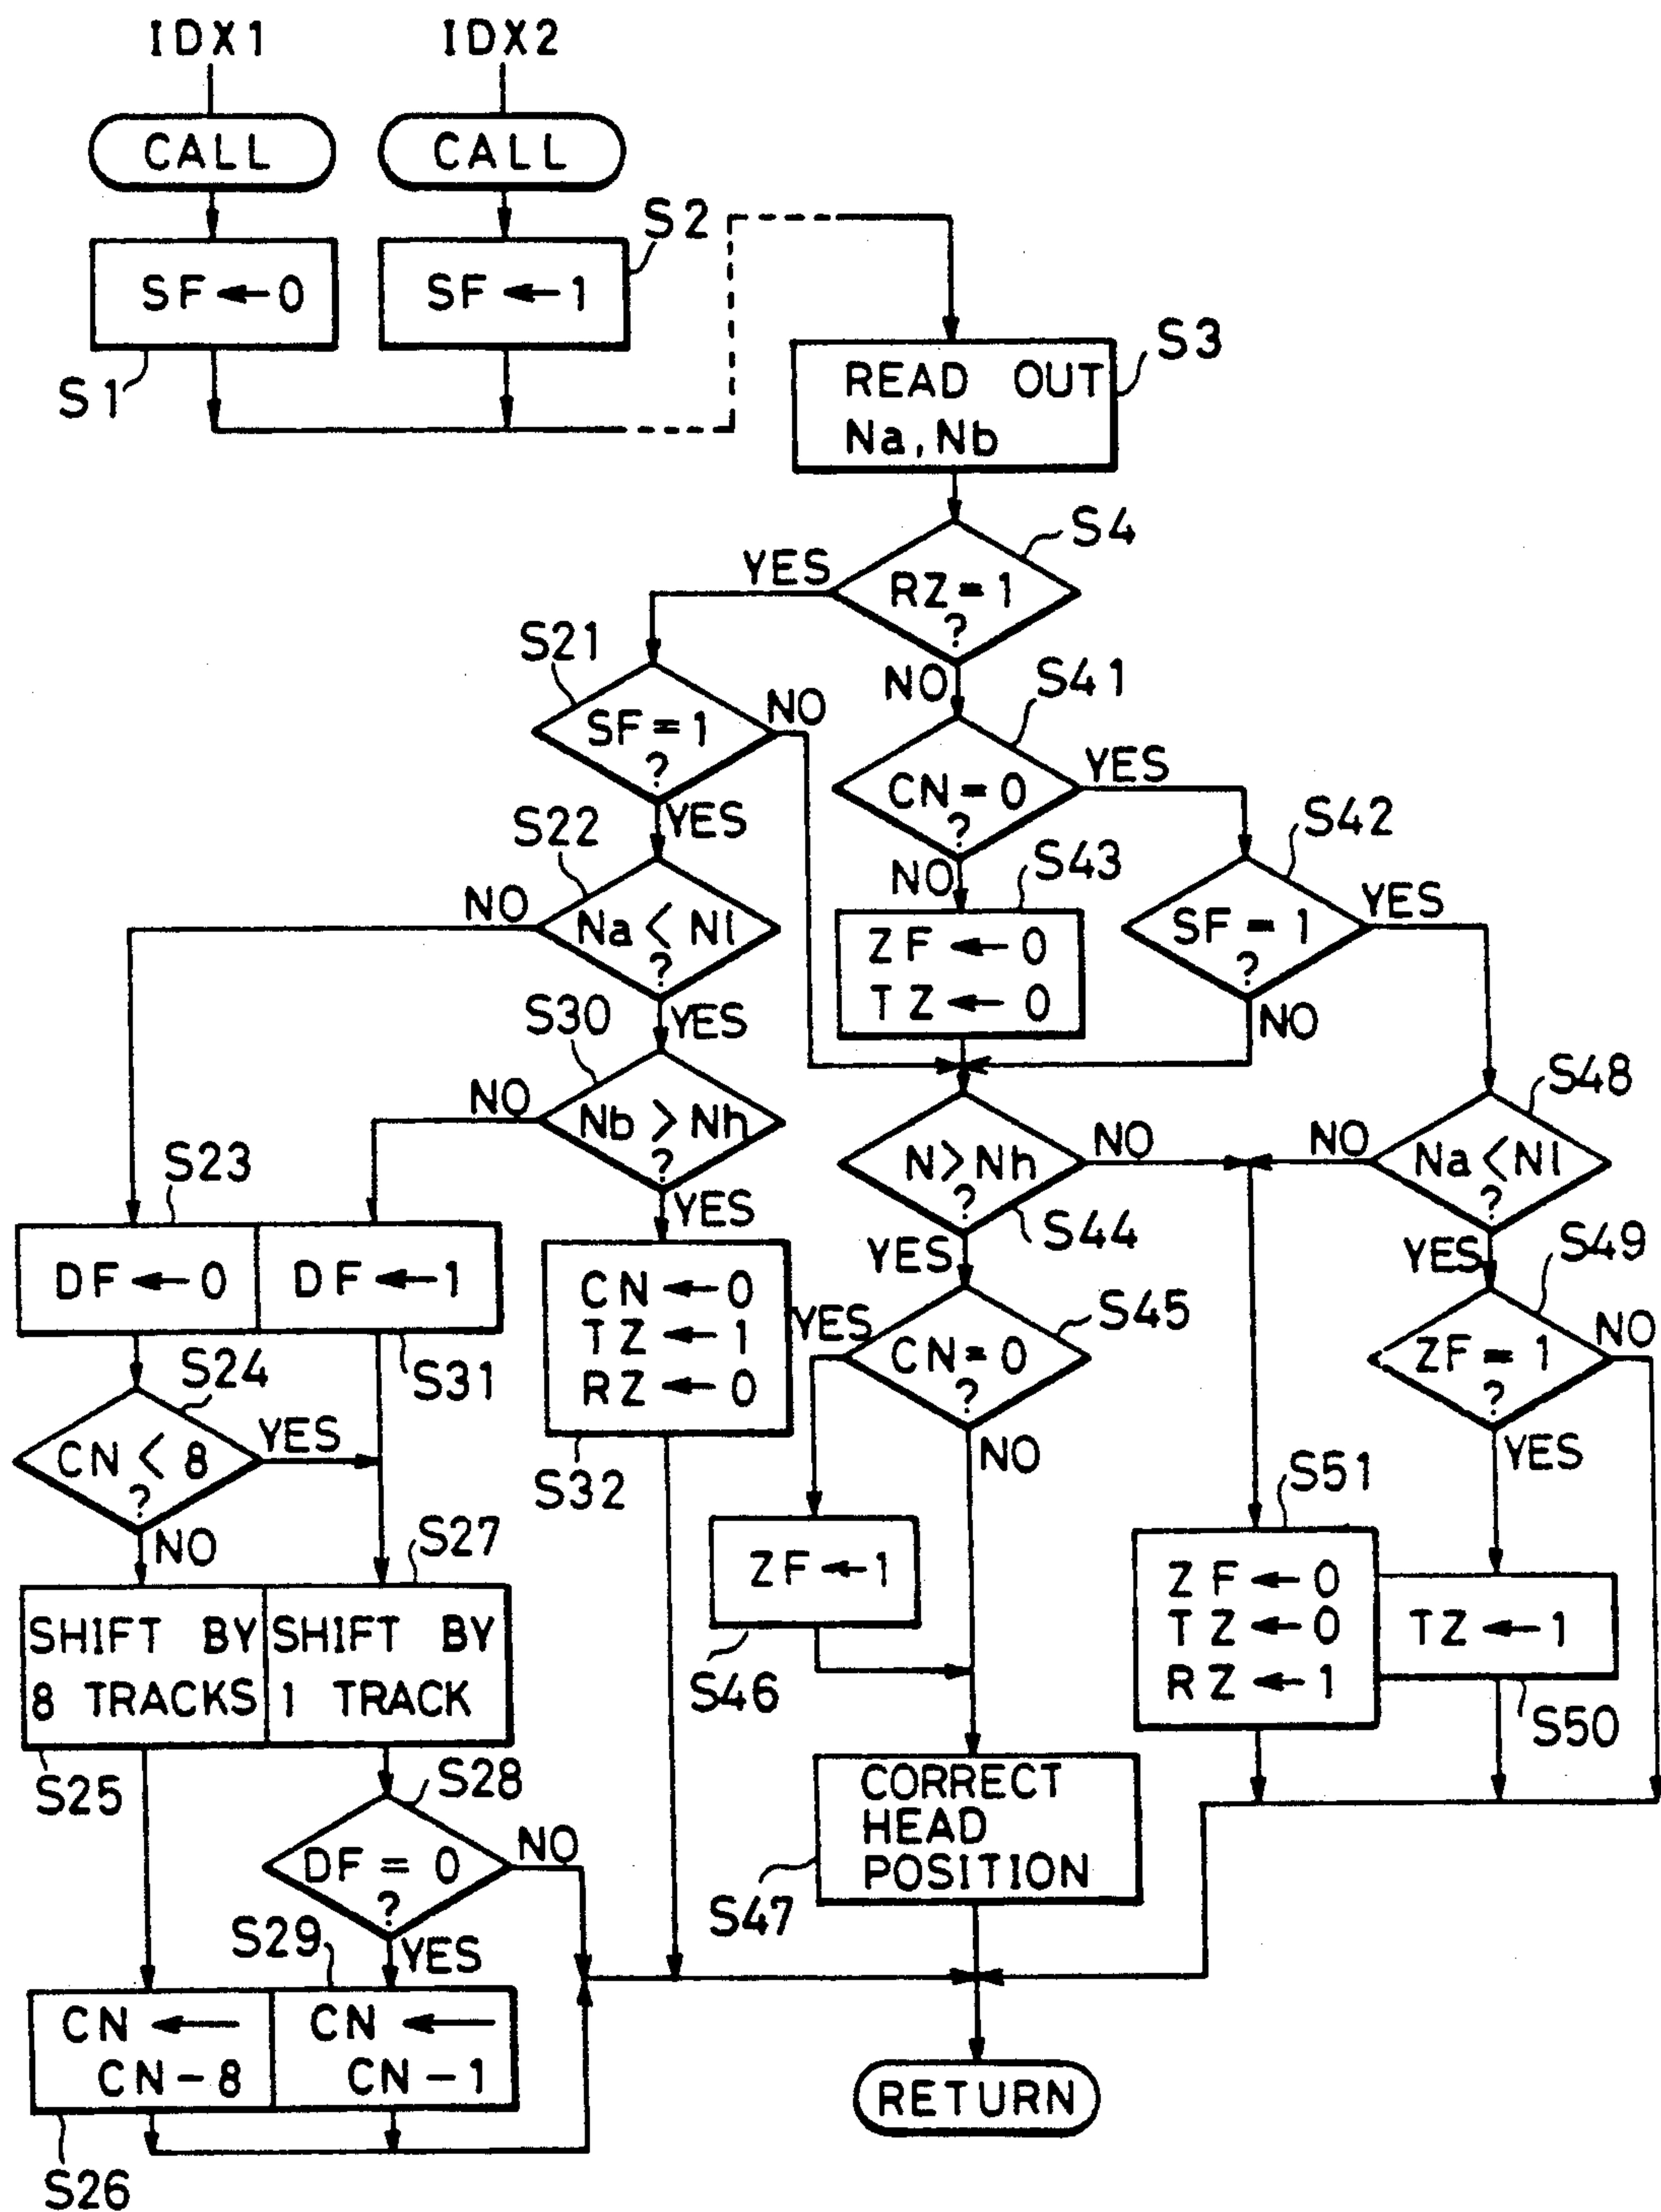 IDX1
IDX2
CALL
CALL
S2
SF ← 0
SF ← 1
S1
S3
READ OUT
Na, Nb
S4
YES
RZ = 1
?
NO
S21
SF = 1
?
NO
YES
S41
CN = 0
?
YES
NO
S22
Na < Nl
?
NO
YES
S43
ZF ← 0
TZ ← 0
S42
SF = 1
?
YES
NO
S30
Nb > Nh
?
NO
YES
N > Nh
?
NO
YES
S44
S48
NO
Na < Nl
?
YES
S23
DF ← 0
DF ← 1
S31
CN ← 0
TZ ← 1
RZ ← 0
S32
YES
CN = 0
?
S45
NO
S49
ZF = 1
?
NO
YES
S24
CN < 8
?
YES
NO
ZF ← 1
S46
S51
ZF ← 0
TZ ← 0
RZ ← 1
TZ ← 1
S50
S27
SHIFT BY
8 TRACKS
SHIFT BY
1 TRACK
S25
S28
DF = 0
?
NO
YES
CORRECT
HEAD
POSITION
S47
S29
CN ←
CN - 8
CN ←
CN - 1
S26
RETURN